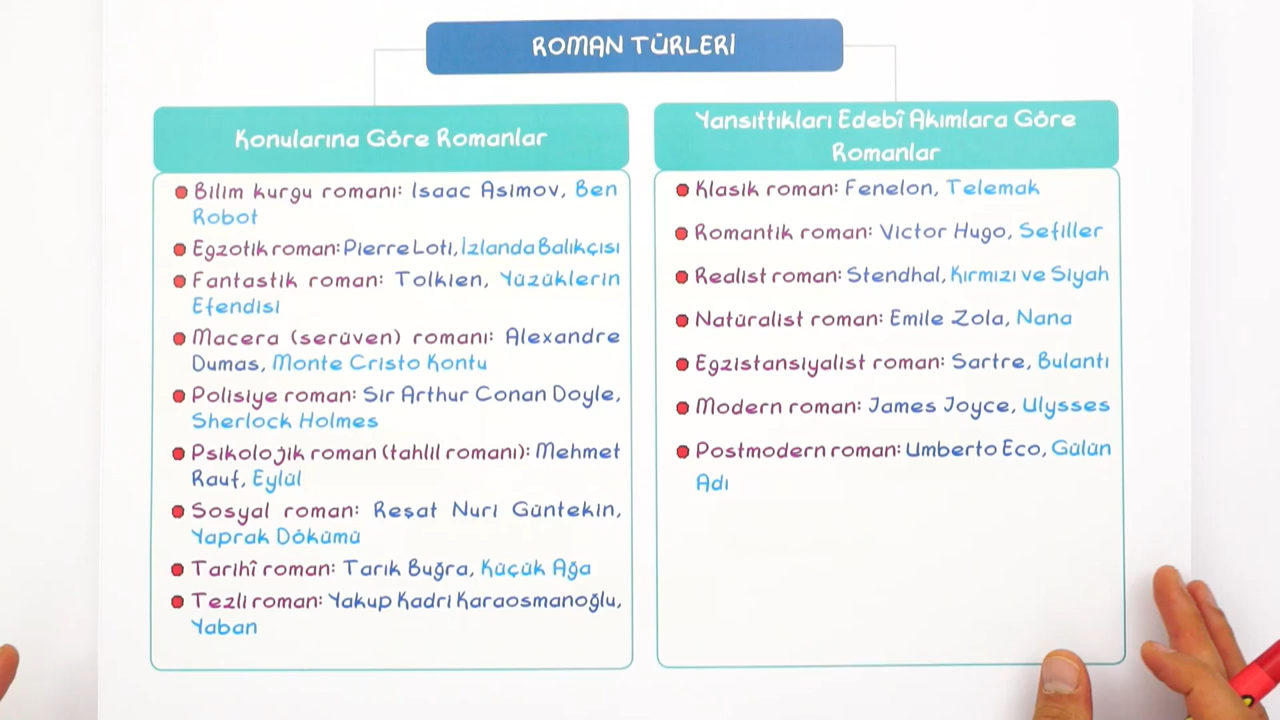 ROMAN TÜRLERİ
Konularına Göre Romanlar
Bilim kurgu romanı: Isaac Asimov, Ben
Robot
Egzotik roman: Pierre Loti, İzlanda Balıkçısı
Fantastik roman: Tolkien, Yüzüklerin
Efendisi
Macera (serüven) romanı: Alexandre
Dumas, Monte Cristo Kontu
Polisiye roman: Sir Arthur Conan Doyle,
Sherlock Holmes
Psikolojik roman (tahlil romanı): Mehmet
Rauf, Eylül
Sosyal roman: Reşat Nuri Güntekin,
Yaprak Dökümü
Tarihî roman: Tarık Buğra, Küçük Ağa
Tezli roman: Yakup Kadri Karaosmanoğlu,
Yaban
Yansıttıkları Edebî Akımlara Göre
Romanlar
Klasik roman: Fenelon, Telemak
Romantik roman: Victor Hugo, Sefiller
Realist roman: Stendhal, Kırmızı ve Siyah
Natüralist roman: Emile Zola, Nana
Egzistansiyalist roman: Sartre, Bulantı
Modern roman: James Joyce, Ulysses
Postmodern roman: Umberto Eco, Gülün
Adı